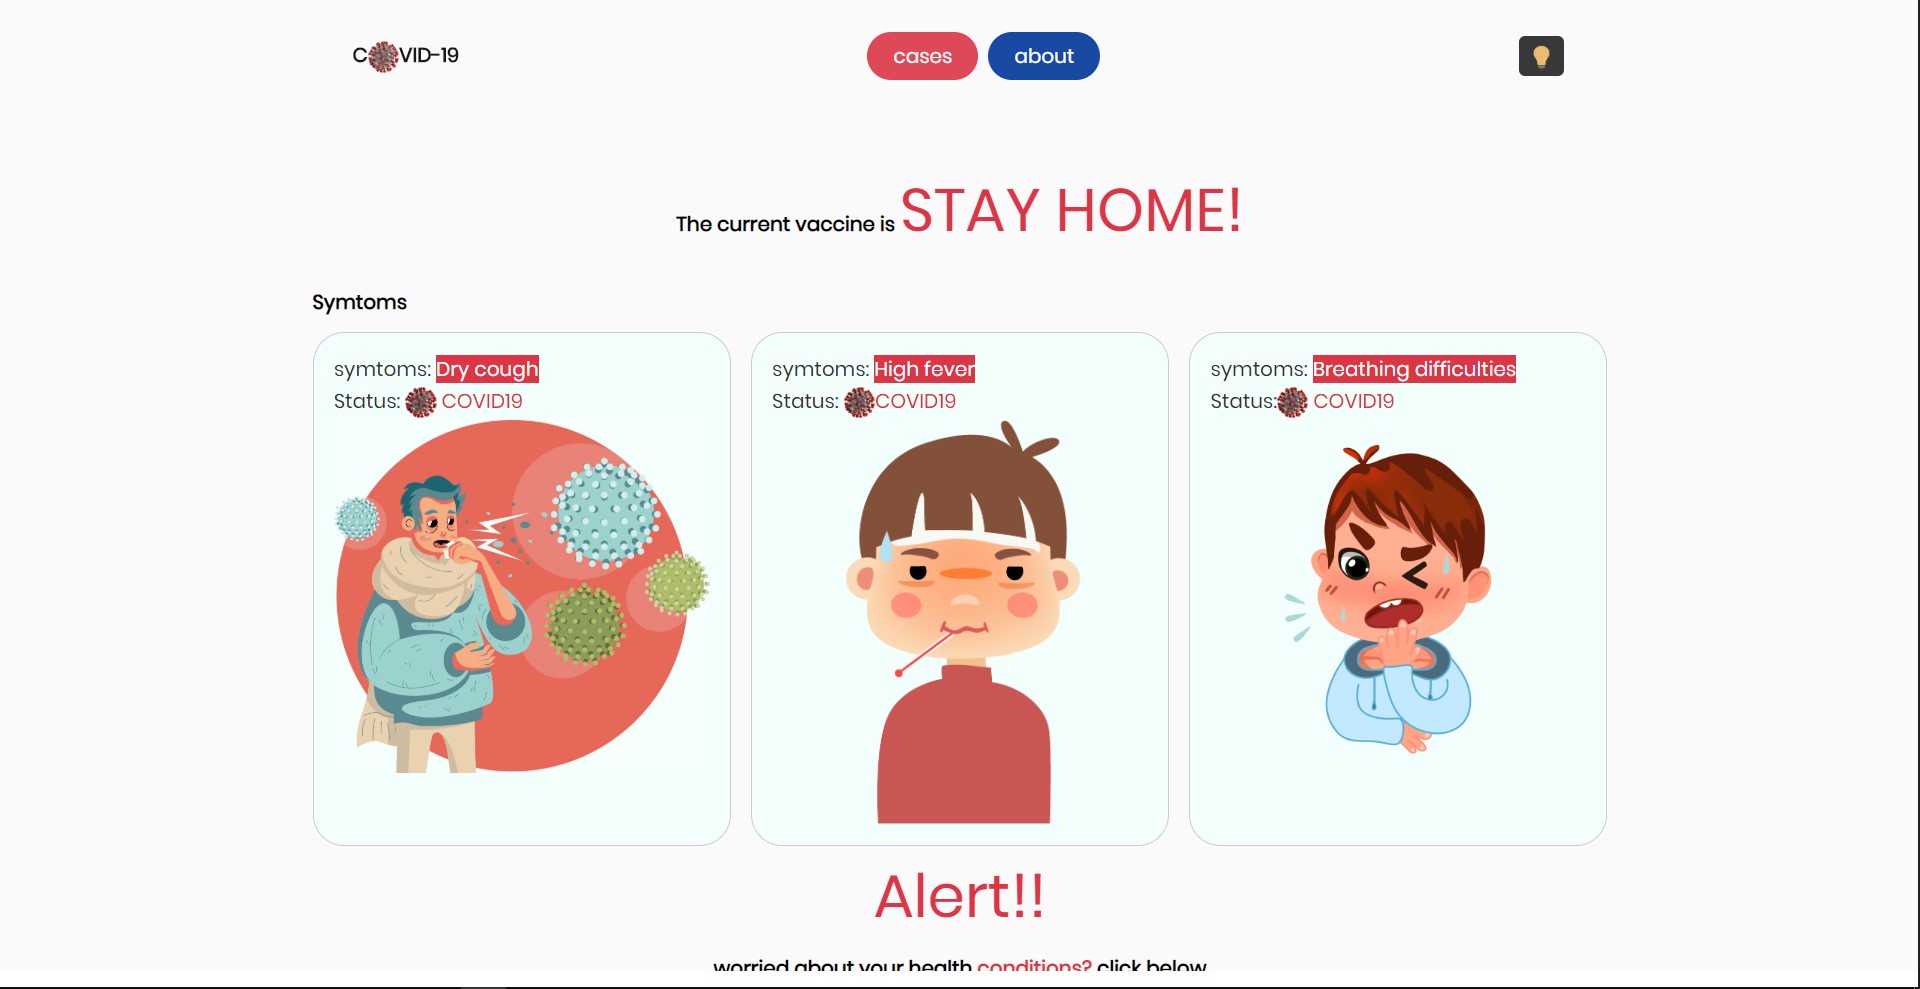 C VID-19
cases
about
The current vaccine is STAY HOME!
Symtoms
symtoms: Dry cough
Status: COVID19
symtoms: High fever
Status: COVID19
symtoms: Breathing difficulties
Status: COVID19
Alert!!
worried about your health conditions? click below